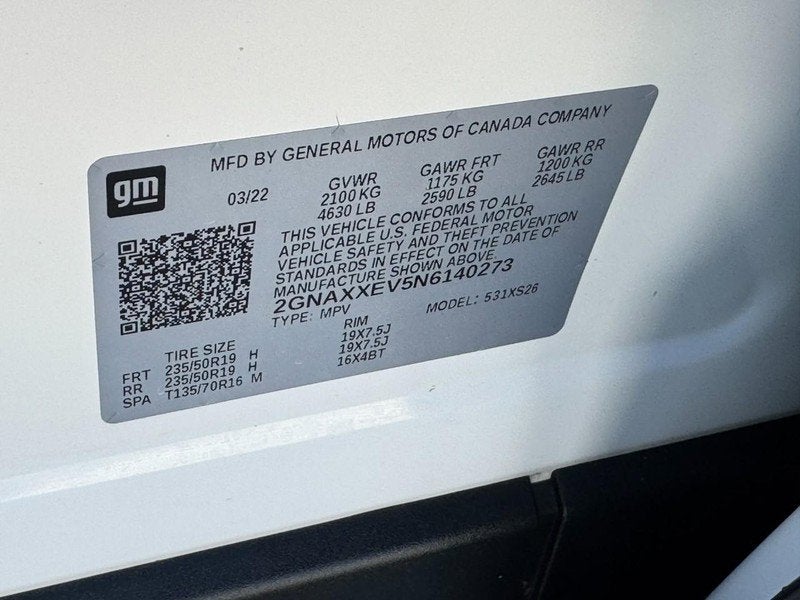 MFD BY GENERAL MOTORS OF CANADA COMPANY
gm
03/22 GVWR GAWR FRT GAWR RR
2100 KG 1175 KG 1200 KG
4630 LB 2590 LB 2645 LB
THIS VEHICLE CONFORMS TO ALL
APPLICABLE U.S. FEDERAL MOTOR
VEHICLE SAFETY AND THEFT PREVENTION
STANDARDS IN EFFECT ON THE DATE OF
MANUFACTURE SHOWN ABOVE
2GNAXXEV5N6140273
TYPE: MPV MODEL: 531XS26
TIRE SIZE RIM
FRT 235/50R19 H 19X7.5J
RR 235/50R19 H 19X7.5J
SPA T135/70R16 M 16X4BT